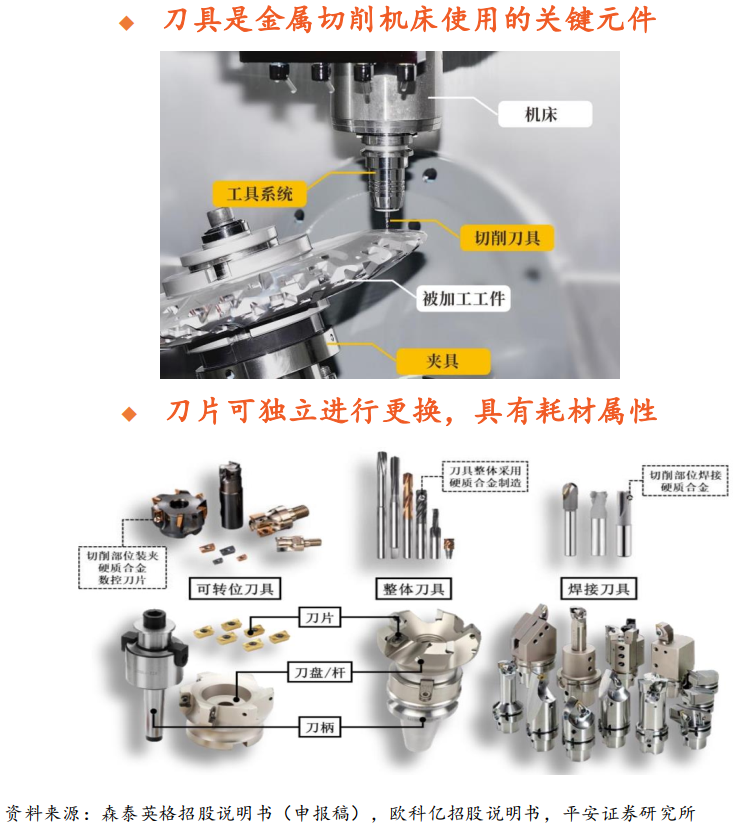 ◆ 刀具是金属切削机床使用的关键元件
机床
工具系统
切削刀具
被加工工件
夹具
◆ 刀片可独立进行更换，具有耗材属性
刀具整体采用
硬质合金制造
切削部位焊接
硬质合金
切削部位装夹
硬质合金
数控刀片
可转位刀具
整体刀具
焊接刀具
刀片
刀盘/杆
刀柄
资料来源：森泰英格招股说明书（申报稿），欧科亿招股说明书，平安证券研究所